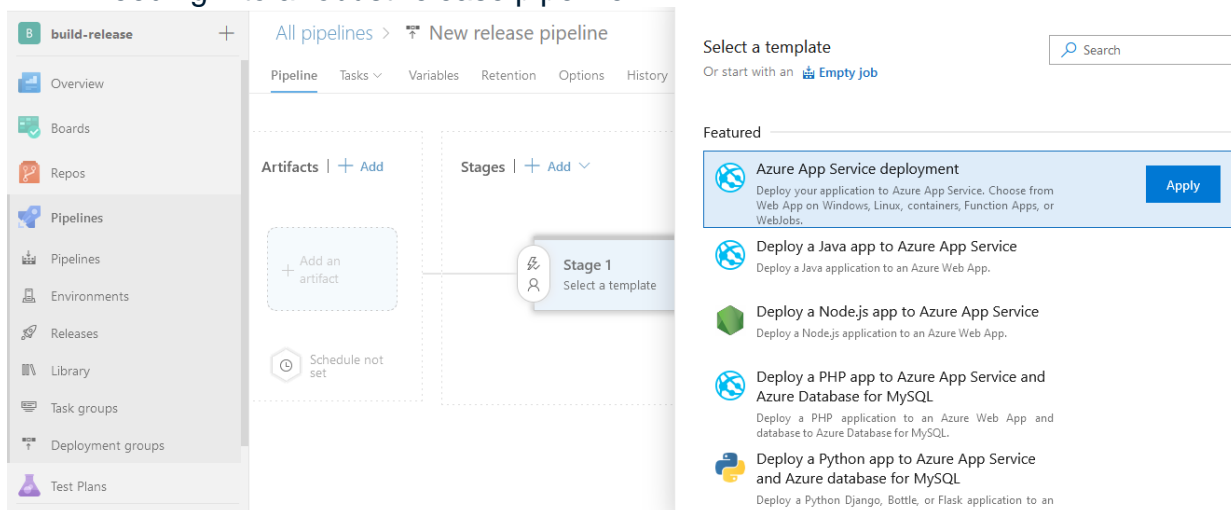 B build-release +
Overview
Boards
Repos
Pipelines
Pipelines
Environments
Releases
Library
Task groups
Deployment groups
Test Plans
All pipelines > New release pipeline
Pipeline Tasks Variables Retention Options History
Artifacts | + Add
Stages | + Add
+ Add an
artifact
Schedule not
set
Stage 1
Select a template
Select a template
Search
Or start with an Empty job
Featured
Azure App Service deployment
Deploy your application to Azure App Service. Choose from
Web App on Windows, Linux, containers, Function Apps, or
WebJobs.
Apply
Deploy a Java app to Azure App Service
Deploy a Java application to an Azure Web App.
Deploy a Node.js app to Azure App Service
Deploy a Node.js application to an Azure Web App.
Deploy a PHP app to Azure App Service and
Azure Database for MySQL
Deploy a PHP application to an Azure Web App and
database to Azure Database for MySQL.
Deploy a Python app to Azure App Service
and Azure database for MySQL
Deploy a Python Django, Bottle, or Flask application to an